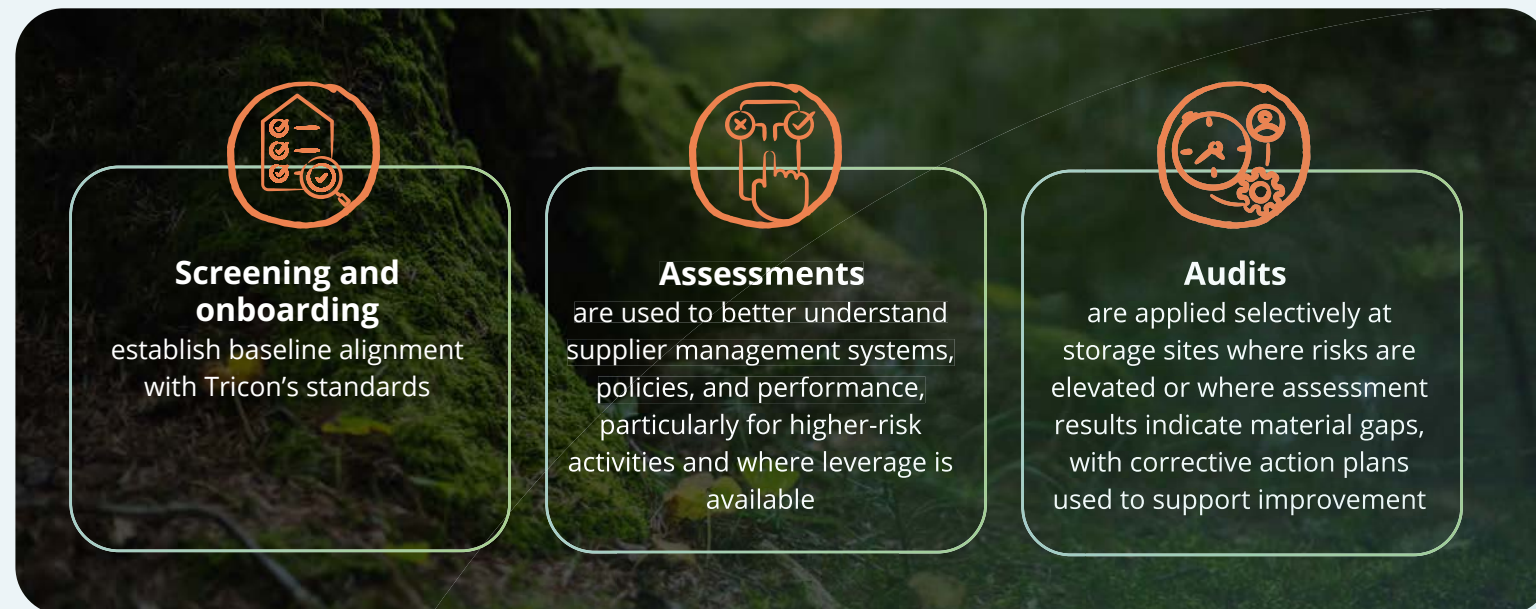 Screening and
onboarding
establish baseline alignment
with Tricon’s standards
Assessments
are used to better understand
supplier management systems,
policies, and performance,
particularly for higher-risk
activities and where leverage is
available
Audits
are applied selectively at
storage sites where risks are
elevated or where assessment
results indicate material gaps,
with corrective action plans
used to support improvement